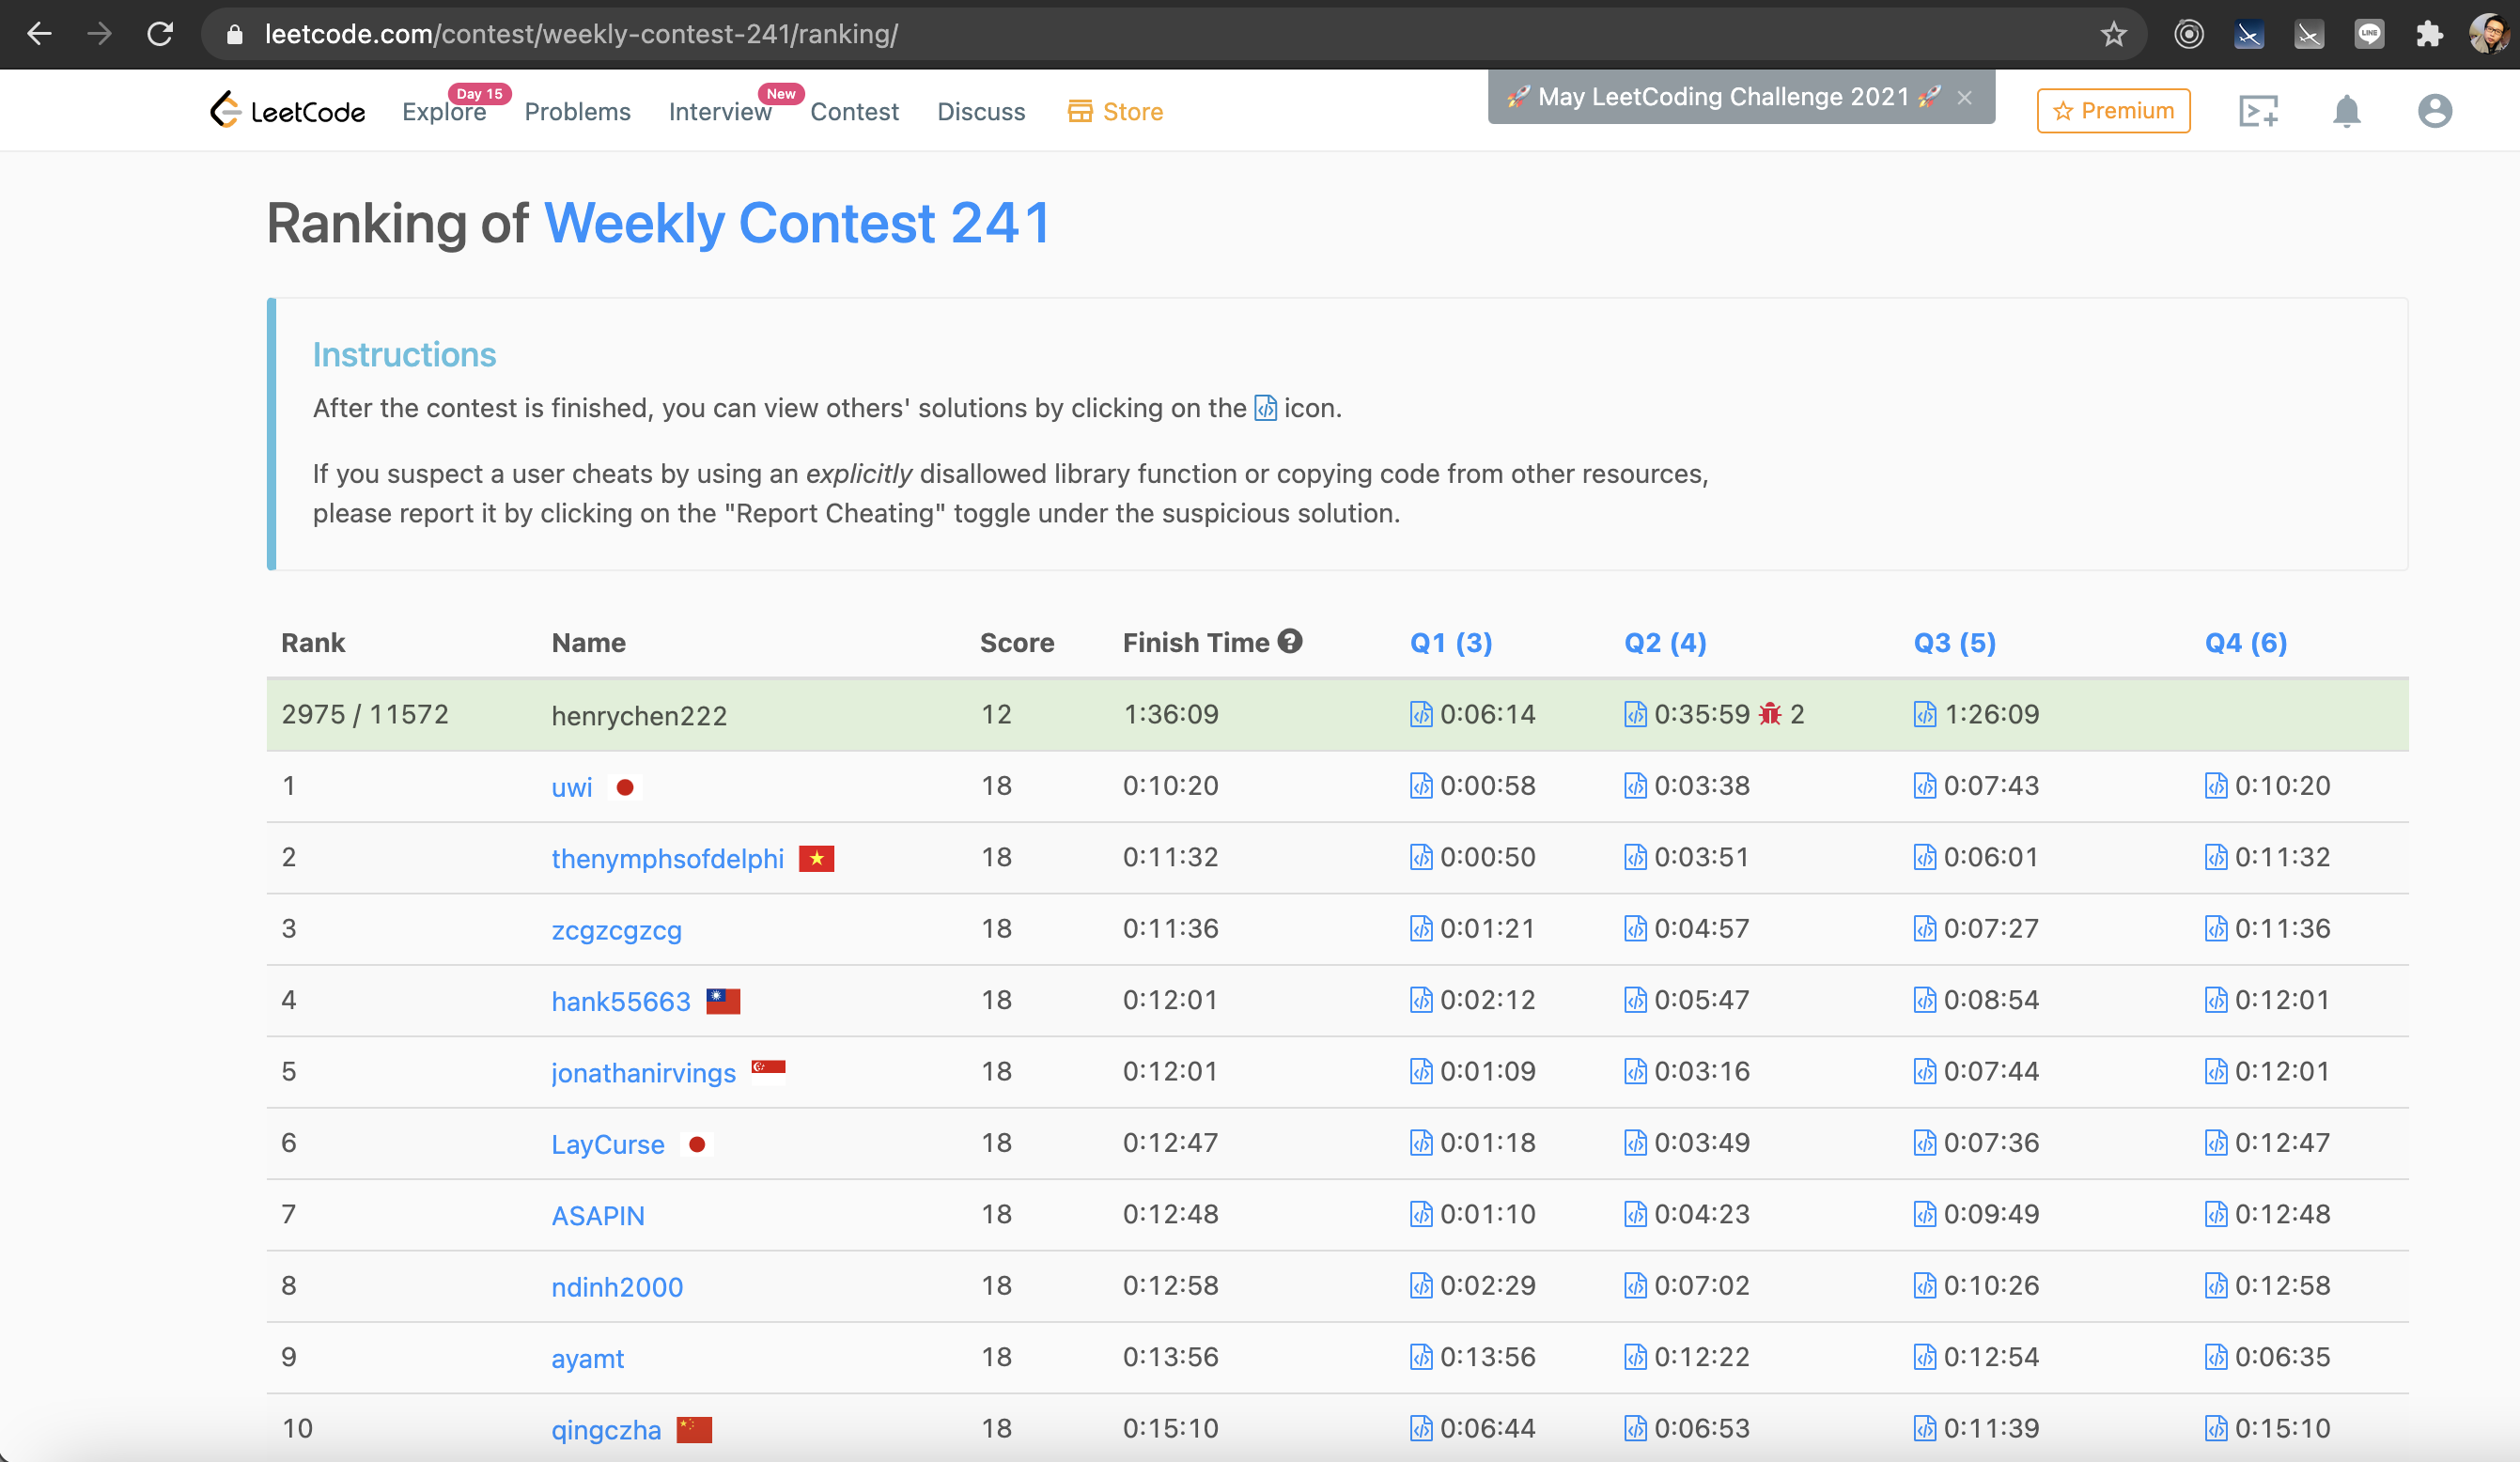 leetcode.com/contest/weekly-contest-241/ranking/
LINE
LeetCode Explore Day 15 Problems Interview New Contest Discuss Store 🚀 May LeetCoding Challenge 2021 🚀 × Premium
Ranking of Weekly Contest 241
Instructions
After the contest is finished, you can view others' solutions by clicking on the icon.
If you suspect a user cheats by using an explicitly disallowed library function or copying code from other resources,
please report it by clicking on the "Report Cheating" toggle under the suspicious solution.
Rank Name Score Finish Time Q1 (3) Q2 (4) Q3 (5) Q4 (6)
2975 / 11572 henrychen222 12 1:36:09 0:06:14 0:35:59 2 1:26:09
1 uwi 18 0:10:20 0:00:58 0:03:38 0:07:43 0:10:20
2 thenymphsofdelphi 18 0:11:32 0:00:50 0:03:51 0:06:01 0:11:32
3 zcgzcgzcg 18 0:11:36 0:01:21 0:04:57 0:07:27 0:11:36
4 hank55663 18 0:12:01 0:02:12 0:05:47 0:08:54 0:12:01
5 jonathanirvings 18 0:12:01 0:01:09 0:03:16 0:07:44 0:12:01
6 LayCurse 18 0:12:47 0:01:18 0:03:49 0:07:36 0:12:47
7 ASAPIN 18 0:12:48 0:01:10 0:04:23 0:09:49 0:12:48
8 ndinh2000 18 0:12:58 0:02:29 0:07:02 0:10:26 0:12:58
9 ayamt 18 0:13:56 0:13:56 0:12:22 0:12:54 0:06:35
10 qingczha 18 0:15:10 0:06:44 0:06:53 0:11:39 0:15:10